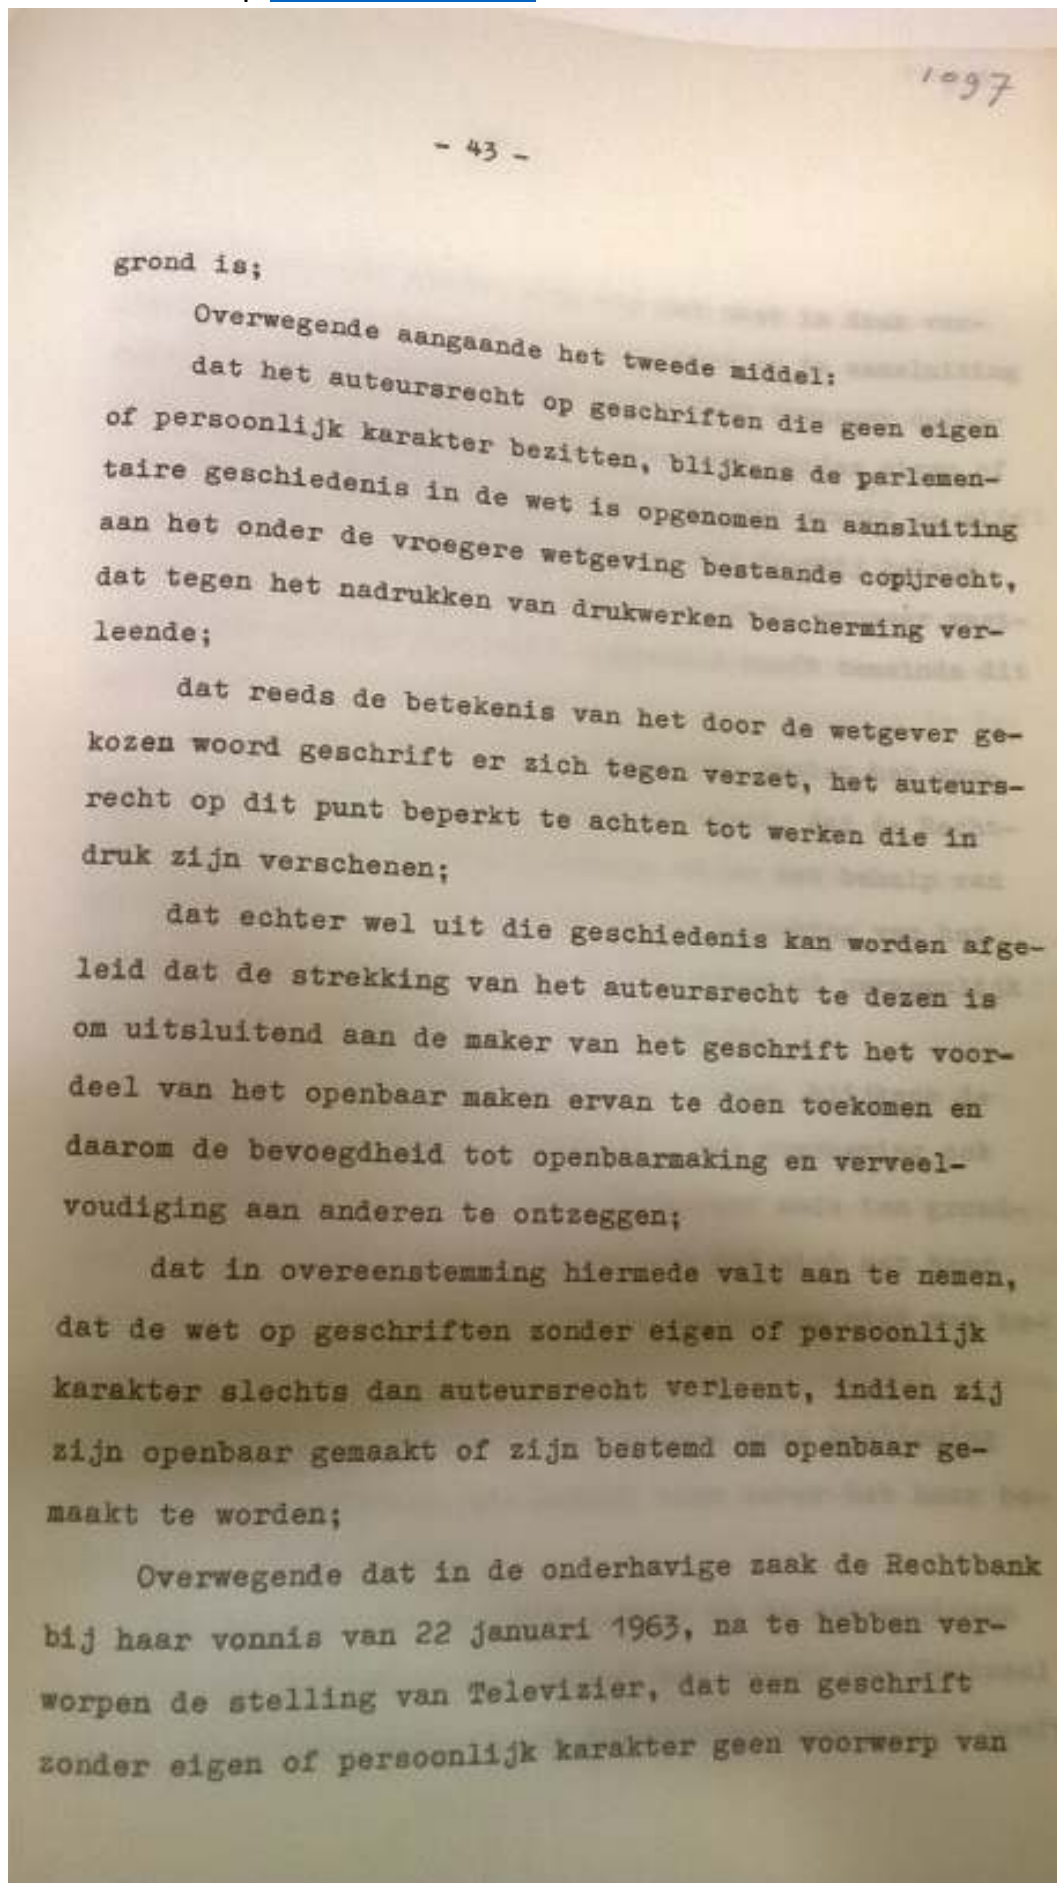 1097
- 43 -
grond is;
Overwegende aangaande het tweede middel:
dat het auteursrecht op geschriften die geen eigen
of persoonlijk karakter bezitten, blijkens de parlemen-
taire geschiedenis in de wet is opgenomen in aansluiting
aan het onder de vroegere wetgeving bestaande copijrecht,
dat tegen het nadrukken van drukwerken bescherming ver-
leende;
dat reeds de betekenis van het door de wetgever ge-
kozen woord geschrift er zich tegen verzet, het auteurs-
recht op dit punt beperkt te achten tot werken die in
druk zijn verschenen;
dat echter wel uit die geschiedenis kan worden afge-
leid dat de strekking van het auteursrecht te dezen is
om uitsluitend aan de maker van het geschrift het voor-
deel van het openbaar maken ervan te doen toekomen en
daarom de bevoegdheid tot openbaarmaking en verveel-
voudiging aan anderen te ontzeggen;
dat in overeenstemming hiermede valt aan te nemen,
dat de wet op geschriften zonder eigen of persoonlijk
karakter slechts dan auteursrecht verleent, indien zij
zijn openbaar gemaakt of zijn bestemd om openbaar ge-
maakt te worden;
Overwegende dat in de onderhavige zaak de Rechtbank
bij haar vonnis van 22 januari 1963, na te hebben ver-
worpen de stelling van Televizier, dat een geschrift
zonder eigen of persoonlijk karakter geen voorwerp van